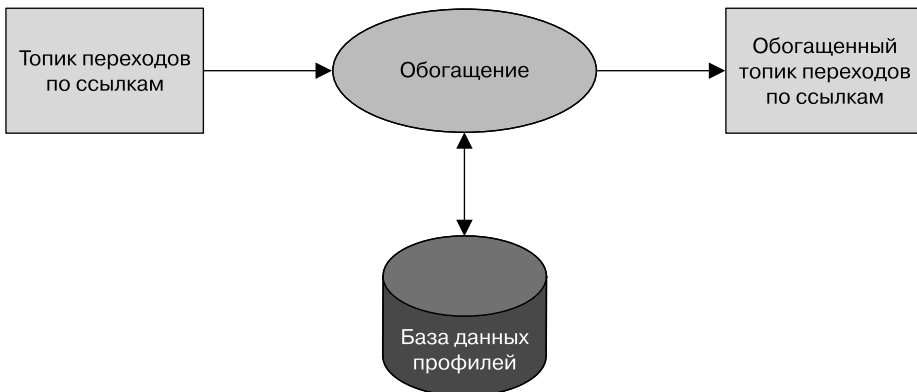 Топик переходов
по ссылкам
Обогащение
Обогащенный
топик переходов
по ссылкам
База данных
профилей